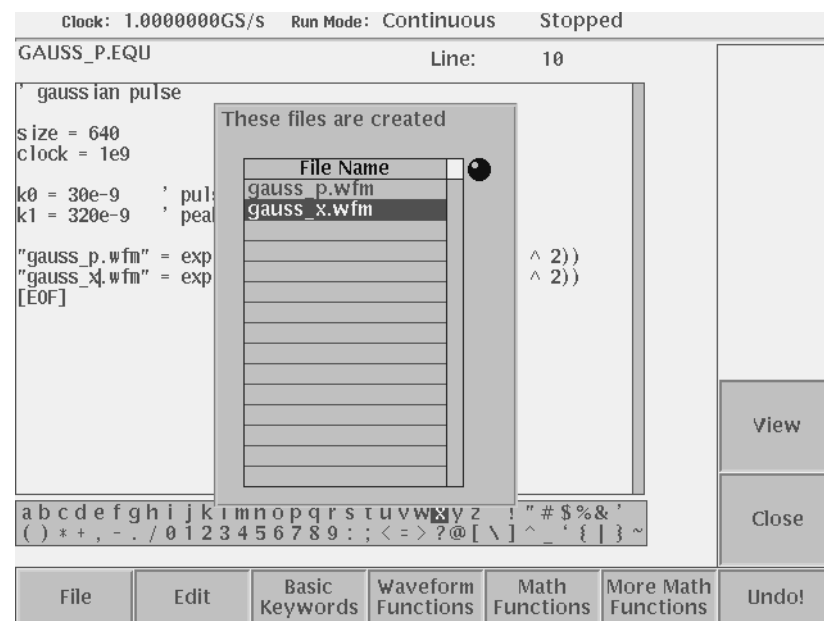 Clock: 1.0000000GS/s Run Mode: Continuous Stopped
GAUSS_P.EQU Line: 10
' gaussian pulse
size = 640
clock = 1e9
k0 = 30e-9 ' pul
k1 = 320e-9 ' peal
"gauss_p.wfm" = exp ^ 2))
"gauss_x.wfm" = exp ^ 2))
[EOF]
These files are created
File Name
gauss_p.wfm
gauss_x.wfm
a b c d e f g h i j k l m n o p q r s t u v w x y z ! " # $ % & '
( ) * + , - . / 0 1 2 3 4 5 6 7 8 9 : ; < = > ? @ [ \ ] ^ _ ` { | } ~
View
Close
File Edit Basic Keywords Waveform Functions Math Functions More Math Functions Undo!